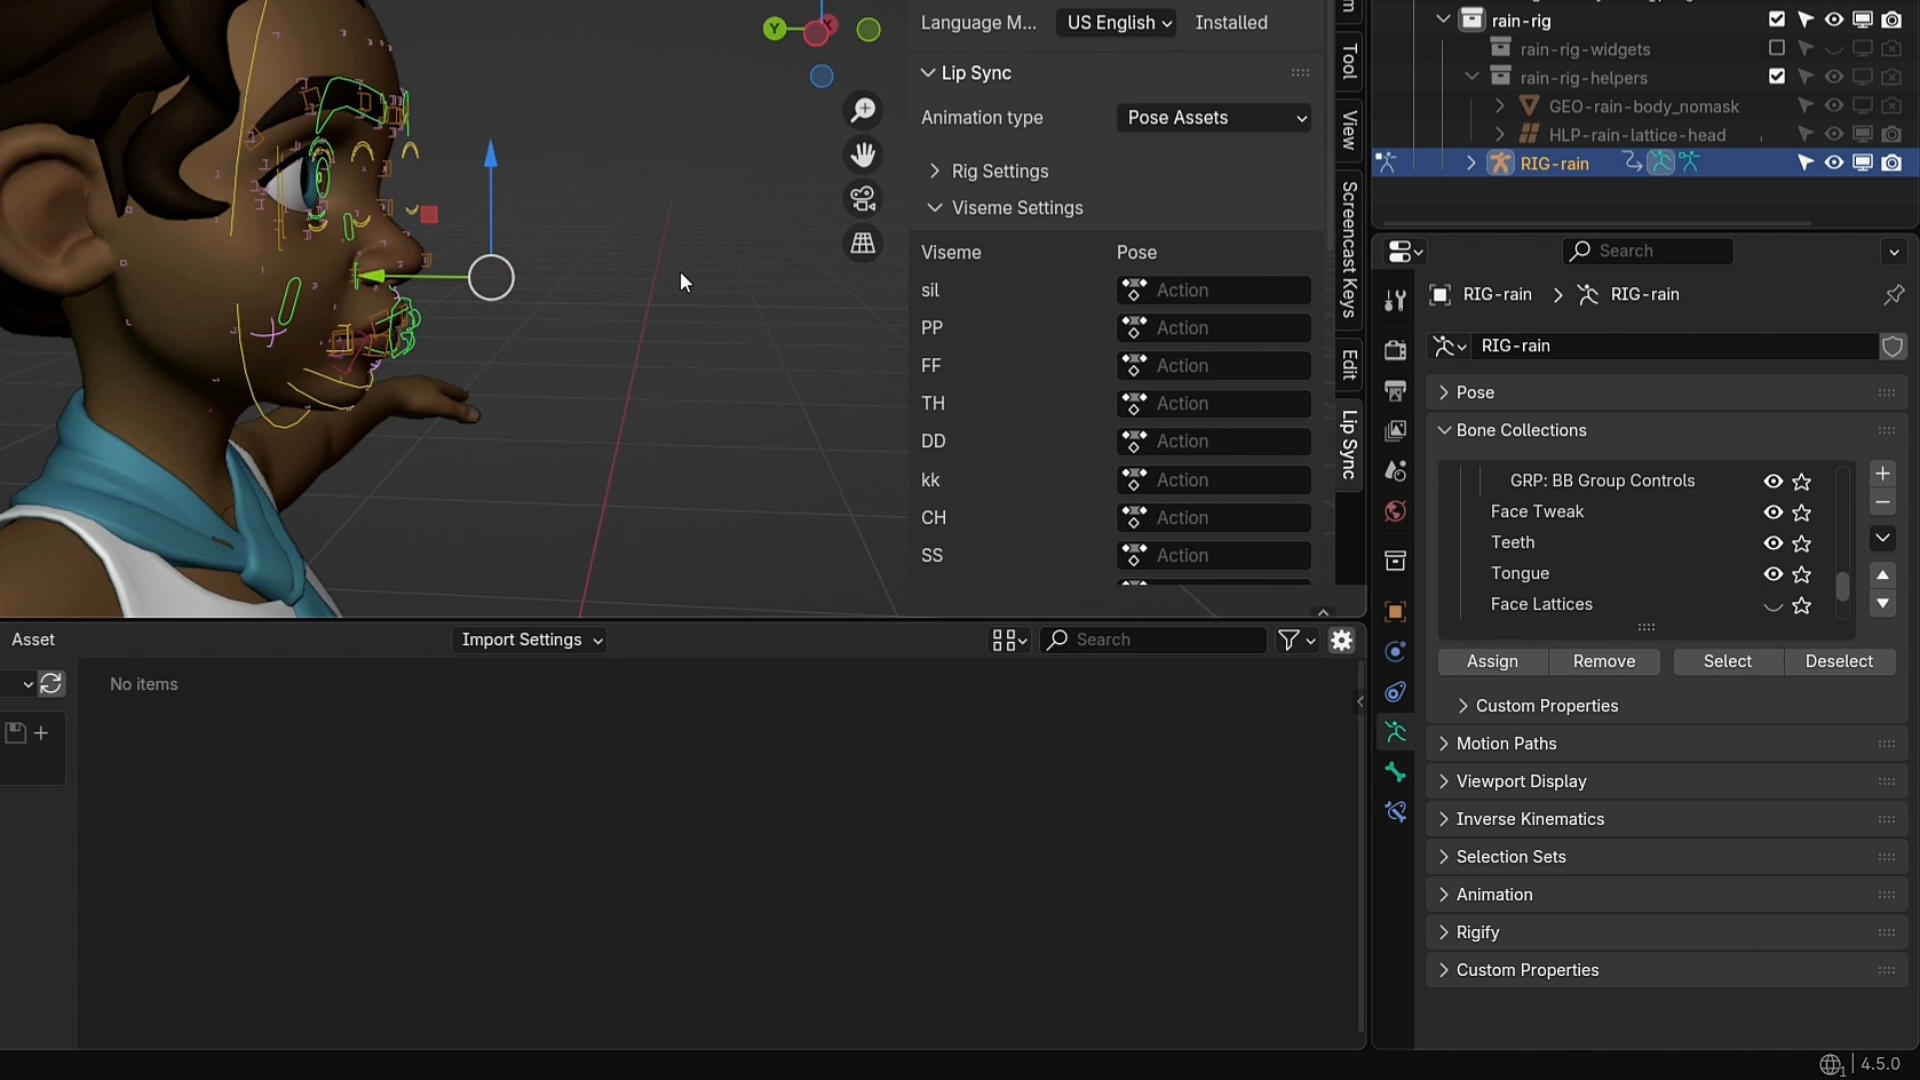 Language M... US English Installed
Lip Sync
Animation type Pose Assets
Rig Settings
Viseme Settings
Viseme Pose
sil Action
PP Action
FF Action
TH Action
DD Action
kk Action
CH Action
SS Action
Y
Tool
View
Screencast Keys
Edit
Lip Sync
Asset
Import Settings
Search
No items
rain-rig
rain-rig-widgets
rain-rig-helpers
GEO-rain-body_nomask
HLP-rain-lattice-head
RIG-rain
Search
RIG-rain RIG-rain
RIG-rain
Pose
Bone Collections
GRP: BB Group Controls
Face Tweak
Teeth
Tongue
Face Lattices
Assign Remove Select Deselect
Custom Properties
Motion Paths
Viewport Display
Inverse Kinematics
Selection Sets
Animation
Rigify
Custom Properties
1 4.5.0